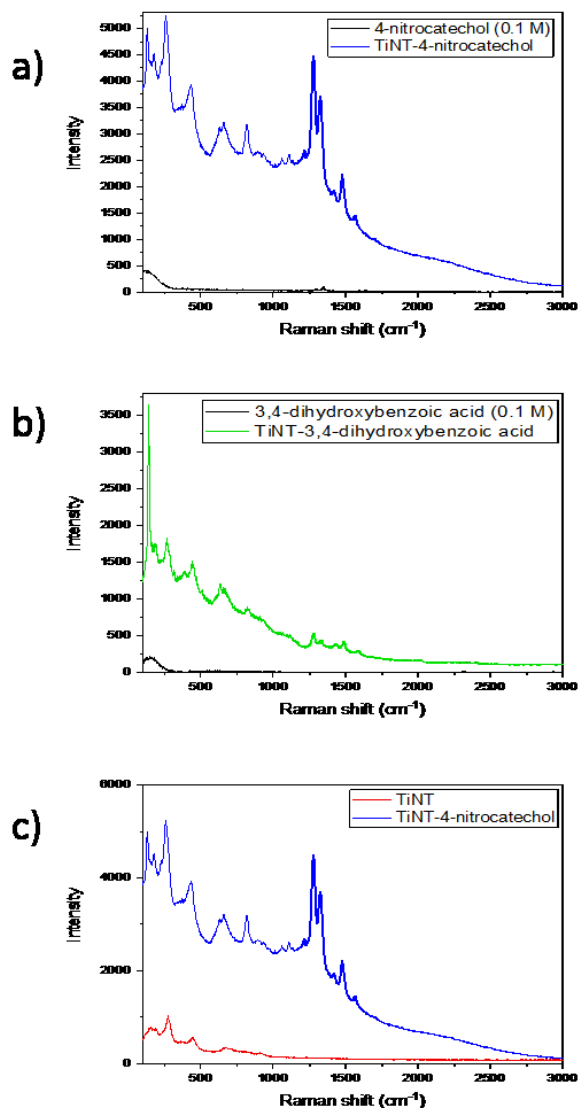 a)
4-nitrocatechol (0.1 M)
TiNT-4-nitrocatechol
5000
4500
4000
3500
3000
2500
2000
1500
1000
500
0
Intensity
500 1000 1500 2000 2500 3000
Raman shift (cm⁻¹)
b)
3,4-dihydroxybenzoic acid (0.1 M)
TiNT-3,4-dihydroxybenzoic acid
3500
3000
2500
2000
1500
1000
500
0
Intensity
500 1000 1500 2000 2500 3000
Raman shift (cm⁻¹)
c)
TiNT
TiNT-4-nitrocatechol
6000
4000
2000
0
Intensity
500 1000 1500 2000 2500 3000
Raman shift (cm⁻¹)